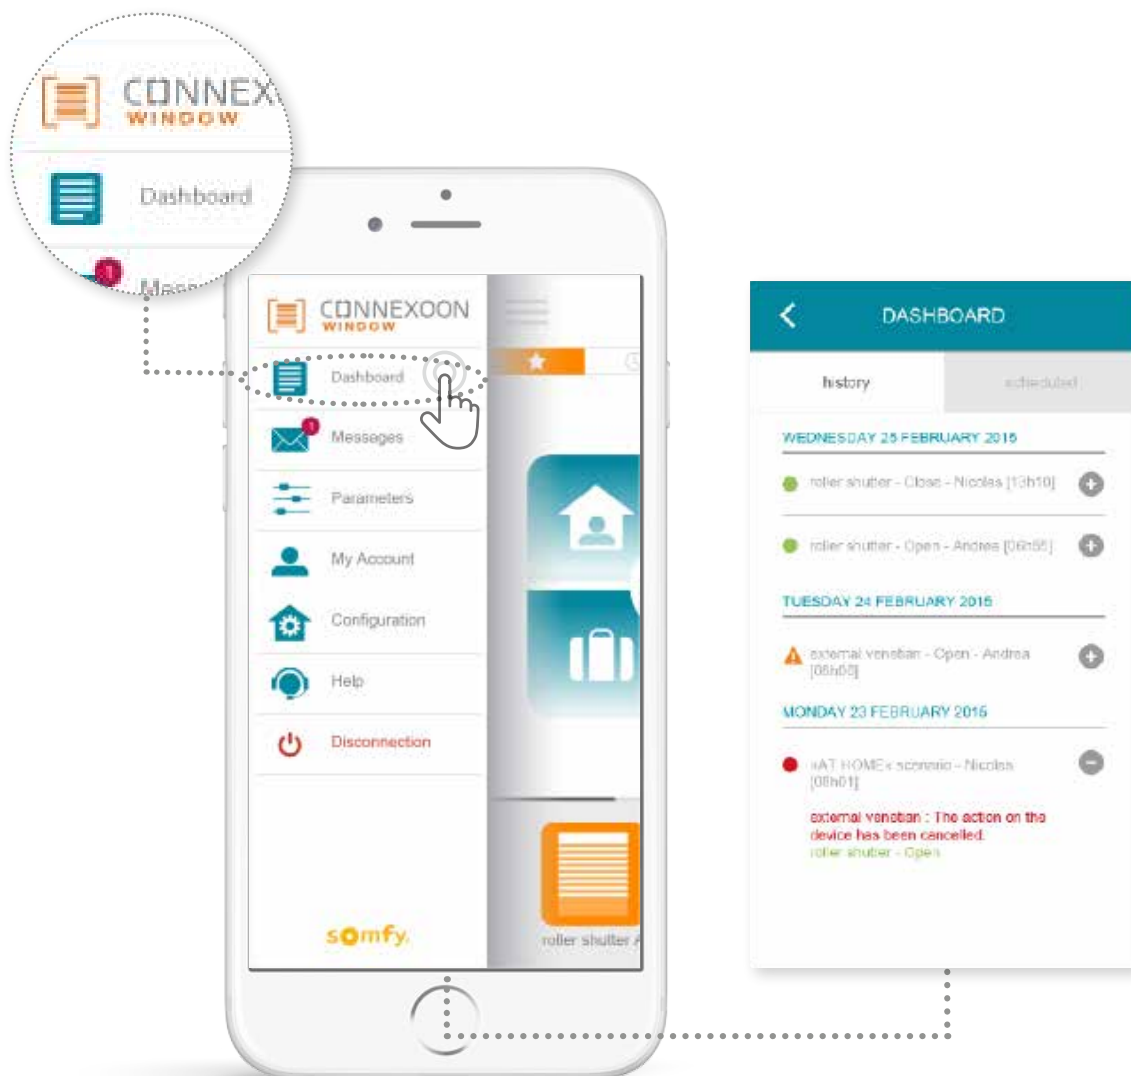 CONNEX
WINDOW
Dashboard
1
CONNEXOON
WINDOW
Dashboard
1
Messages
Parameters
My Account
Configuration
Help
Disconnection
somfy.
roller shutter A
DASHBOARD
history
scheduled
WEDNESDAY 25 FEBRUARY 2015
roller shutter - Close - Nicolas [13h10]
roller shutter - Open - Andrea [06h55]
TUESDAY 24 FEBRUARY 2015
external venetian - Open - Andrea
MONDAY 23 FEBRUARY 2015
»AT HOME« scenario - Nicolas
[08h01]
external venetian : The action on the
device has been cancelled.
roller shutter - Open